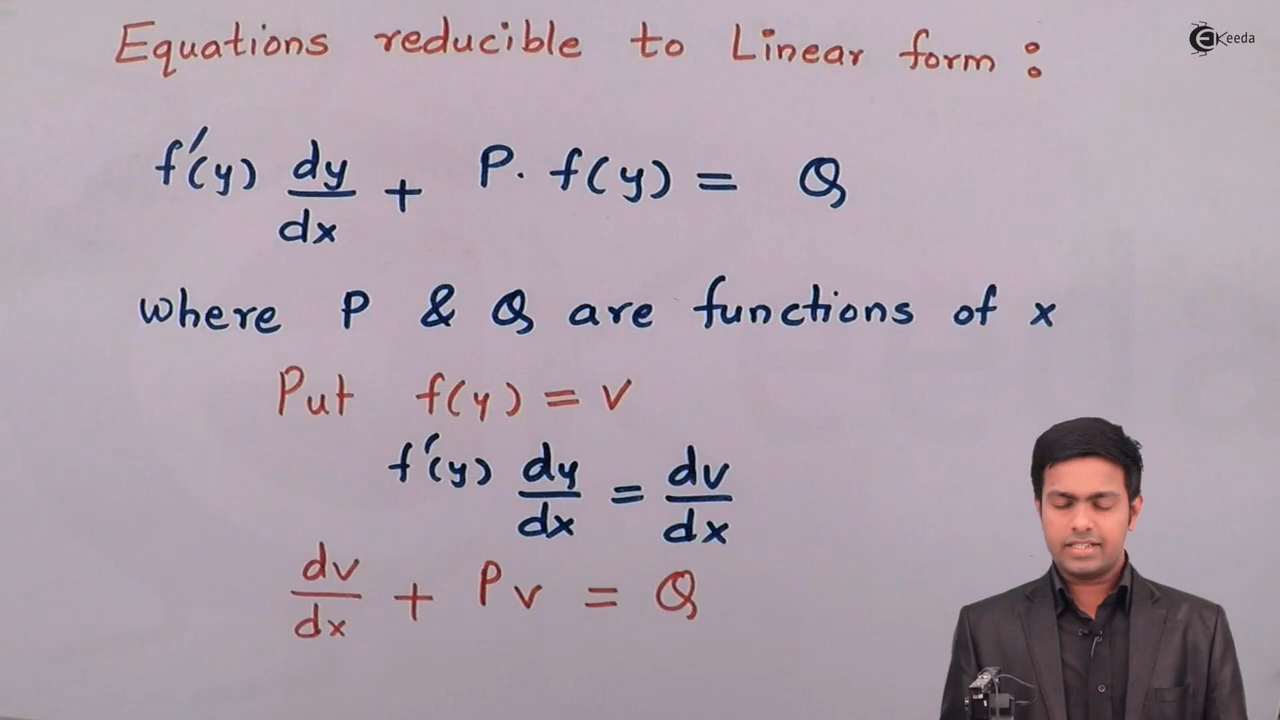 Equations reducible to Linear form :
Ekeeda
f'(y) dy/dx + P. f(y) = Q
where P & Q are functions of x
Put f(y) = v
f'(y) dy/dx = dv/dx
dv/dx + Pv = Q